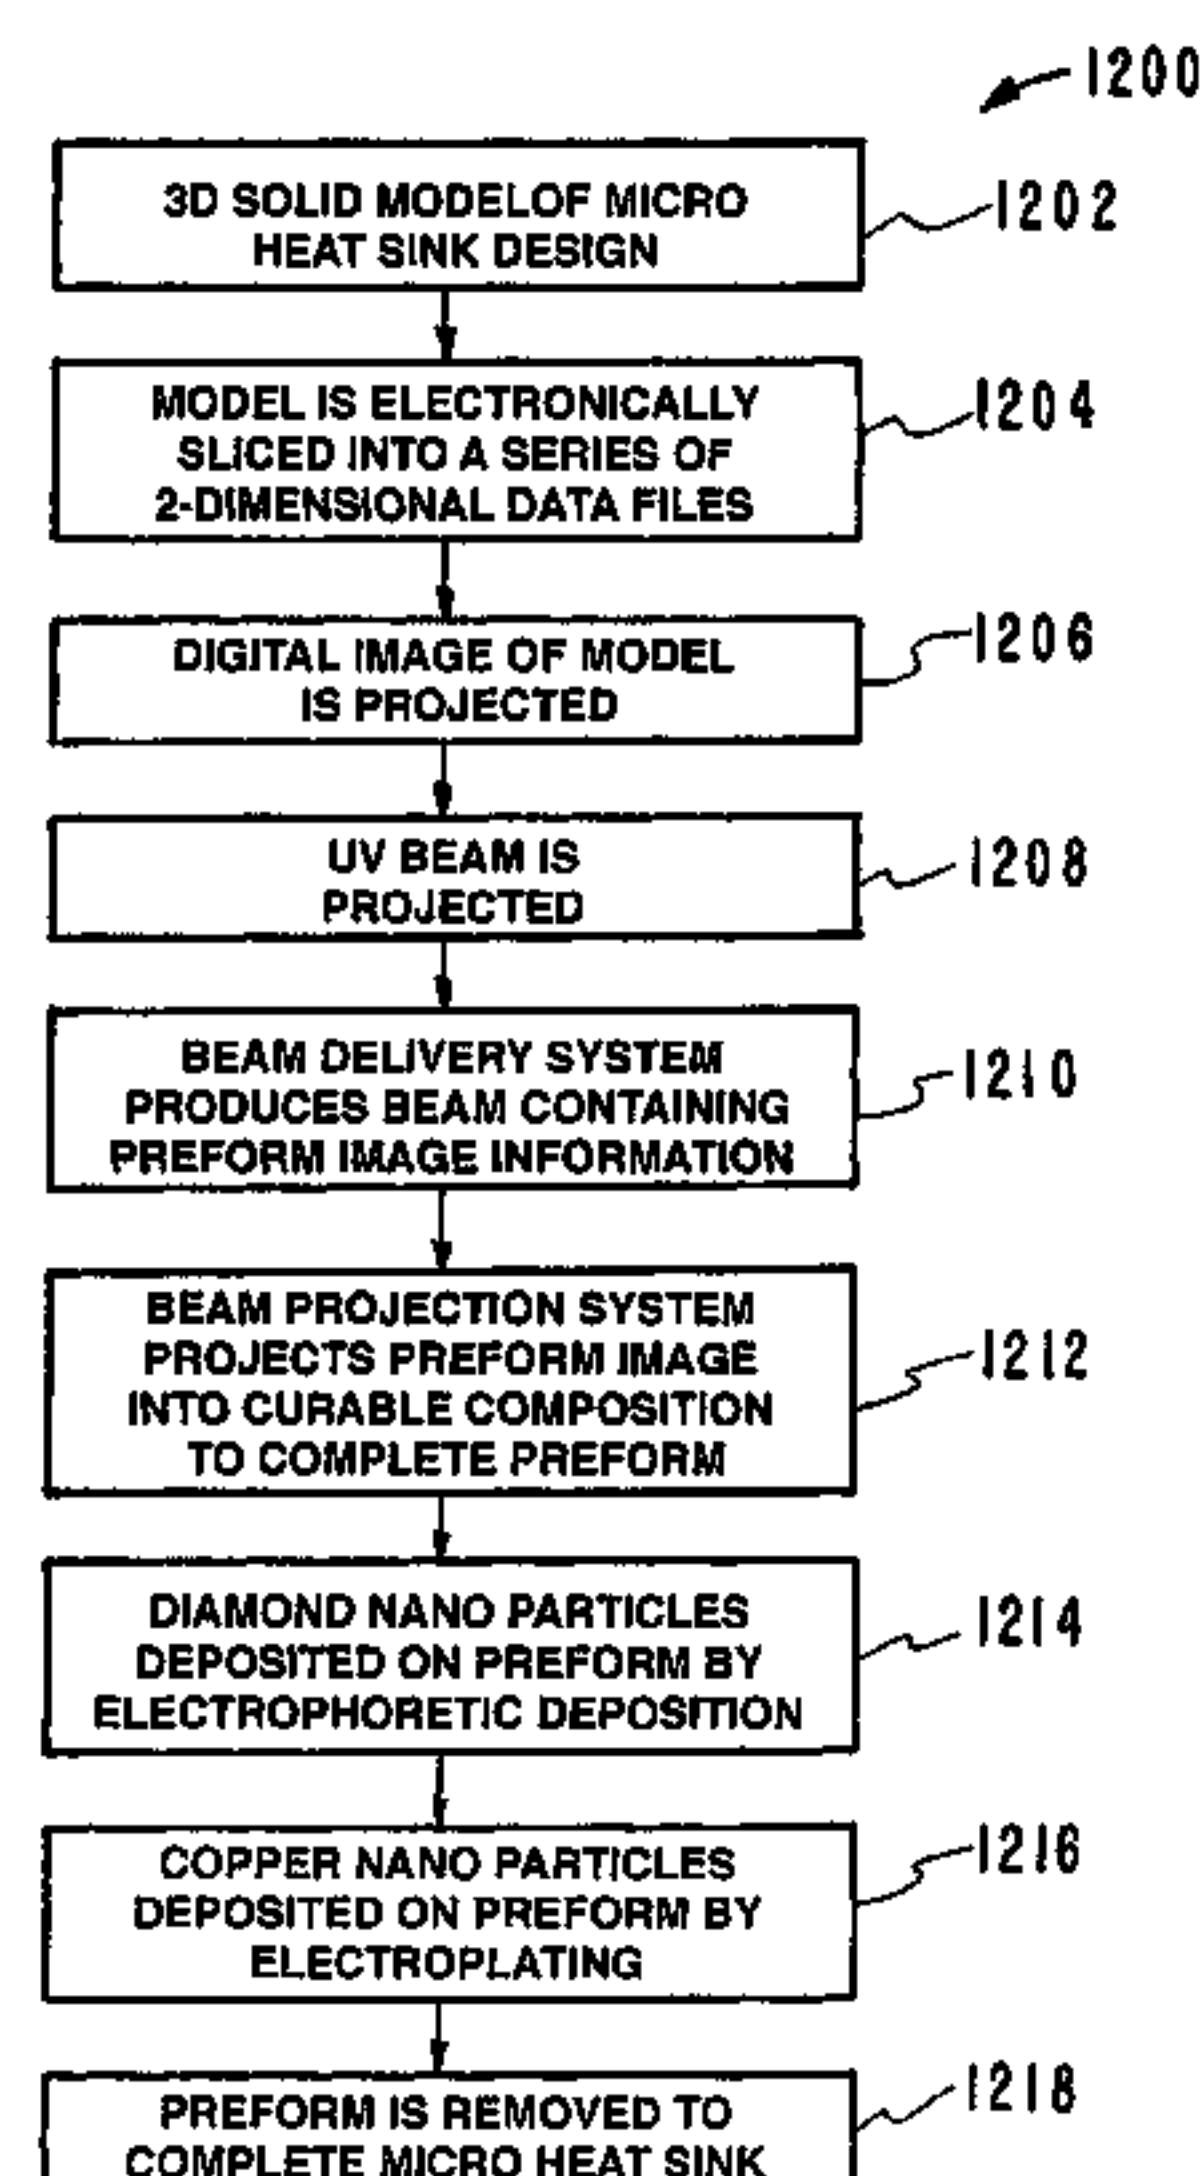 1200
3D SOLID MODELOF MICRO
HEAT SINK DESIGN
1202
MODEL IS ELECTRONICALLY
SLICED INTO A SERIES OF
2-DIMENSIONAL DATA FILES
1204
DIGITAL IMAGE OF MODEL
IS PROJECTED
1206
UV BEAM IS
PROJECTED
1208
BEAM DELIVERY SYSTEM
PRODUCES BEAM CONTAINING
PREFORM IMAGE INFORMATION
1210
BEAM PROJECTION SYSTEM
PROJECTS PREFORM IMAGE
INTO CURABLE COMPOSITION
TO COMPLETE PREFORM
1212
DIAMOND NANO PARTICLES
DEPOSITED ON PREFORM BY
ELECTROPHORETIC DEPOSITION
1214
COPPER NANO PARTICLES
DEPOSITED ON PREFORM BY
ELECTROPLATING
1216
PREFORM IS REMOVED TO
COMPLETE MICRO HEAT SINK
1218